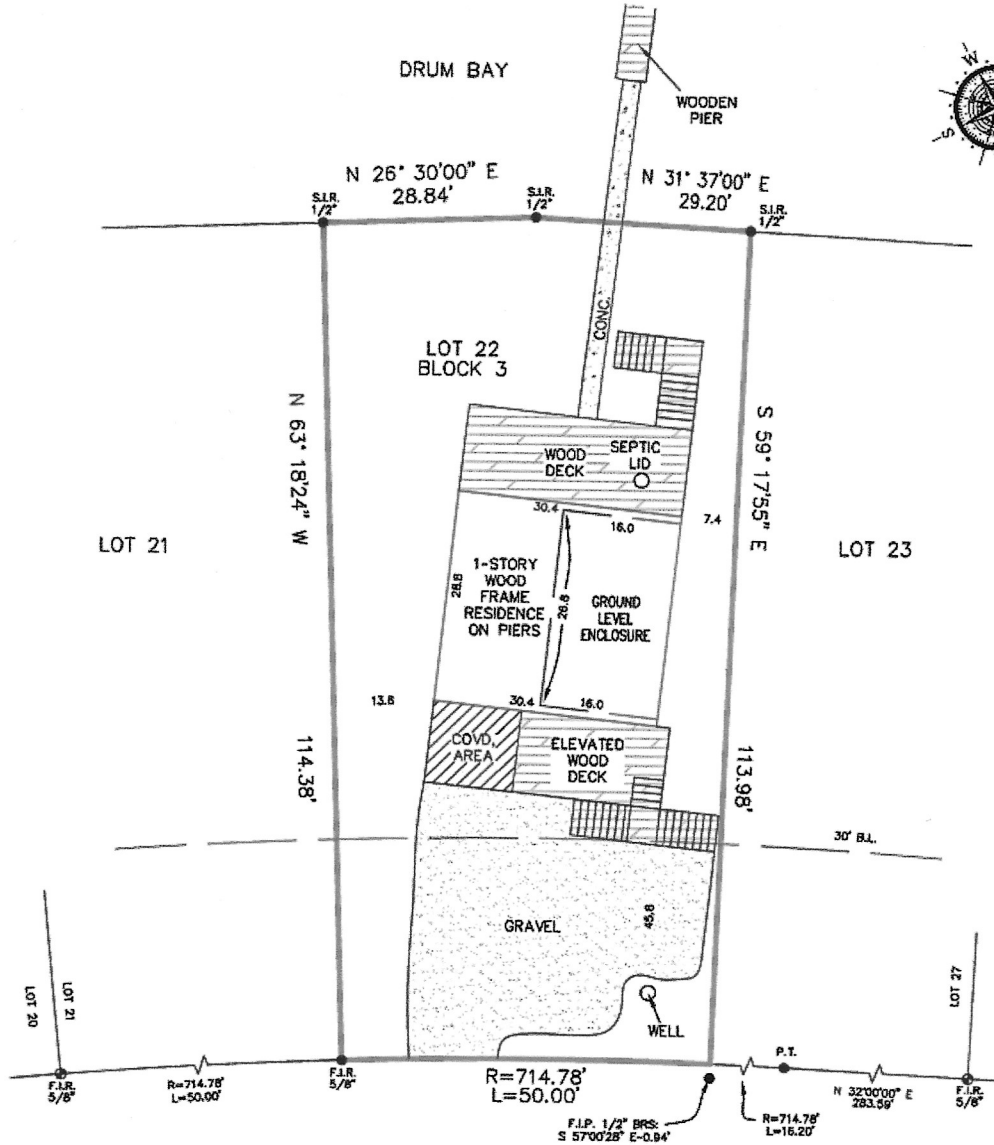 DRUM BAY
WOODEN
PIER
W
S
N 26° 30'00" E
28.84'
N 31° 37'00" E
29.20'
S.I.R.
1/2"
S.I.R.
1/2"
S.I.R.
1/2"
CONC.
LOT 22
BLOCK 3
N 63° 18'24" W
114.38'
S 59° 17'55" E
113.98'
LOT 21
LOT 23
WOOD
DECK
SEPTIC
LID
30.4
16.0
7.4
28.8
1-STORY
WOOD
FRAME
RESIDENCE
ON PIERS
28.8
GROUND
LEVEL
ENCLOSURE
13.8
30.4
16.0
COVD.
AREA
ELEVATED
WOOD
DECK
30' B.L.
GRAVEL
45.8
WELL
LOT 20
LOT 21
LOT 27
F.I.R.
5/8"
R=714.78'
L=50.00'
F.I.R.
5/8"
R=714.78'
L=50.00'
P.T.
N 32°00'00" E
283.59'
F.I.R.
5/8"
F.I.P. 1/2" BRS:
S 57°00'28" E-0.94'
R=714.78'
L=16.20'